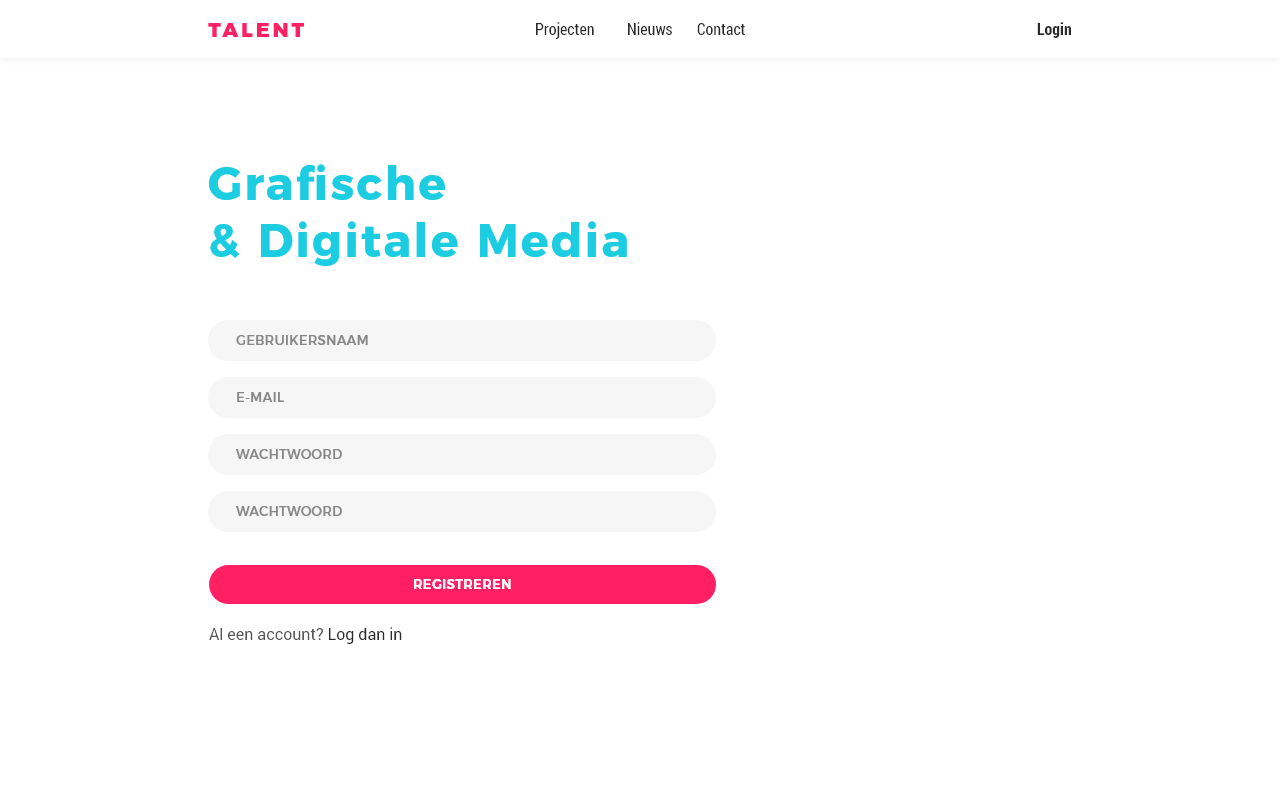 TALENT Projecten Nieuws Contact Login
Grafische
& Digitale Media
GEBRUIKERSNAAM
E-MAIL
WACHTWOORD
WACHTWOORD
REGISTREREN
Al een account? Log dan in